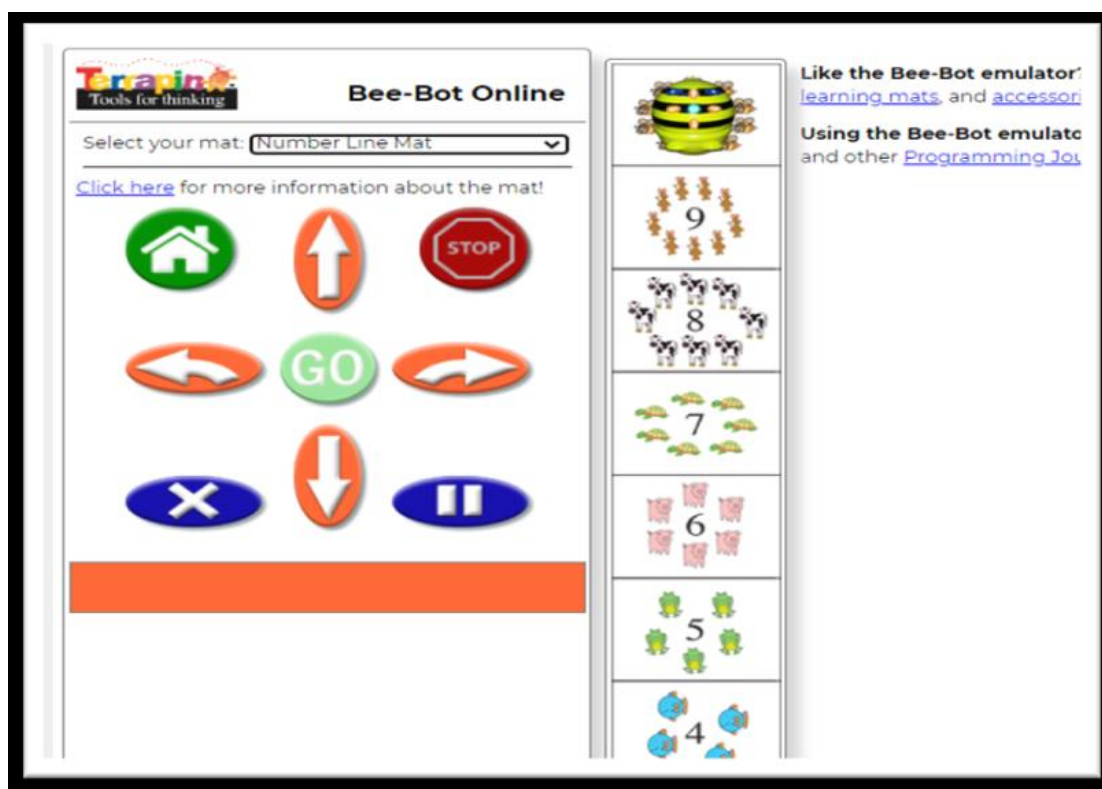 Terrapin
Tools for thinking
Bee-Bot Online
Select your mat: Number Line Mat
Click here for more information about the mat!
STOP
GO
9
8
7
6
5
4
Like the Bee-Bot emulator?
learning mats, and accessori
Using the Bee-Bot emulato
and other Programming Jou